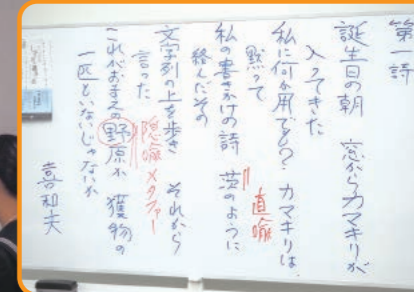 第一詩
誕生日の朝 窓からカマキリが
入ってきた
私に何か用ですか? カマキリは、
黙って
私の書きかけの詩 茨のように
直喩
絡んだその
文字列の上を歩き それから
隠喩メタファー
言った
これがおまえの野原か 獲物の
一匹といないじゃないか
喜和夫